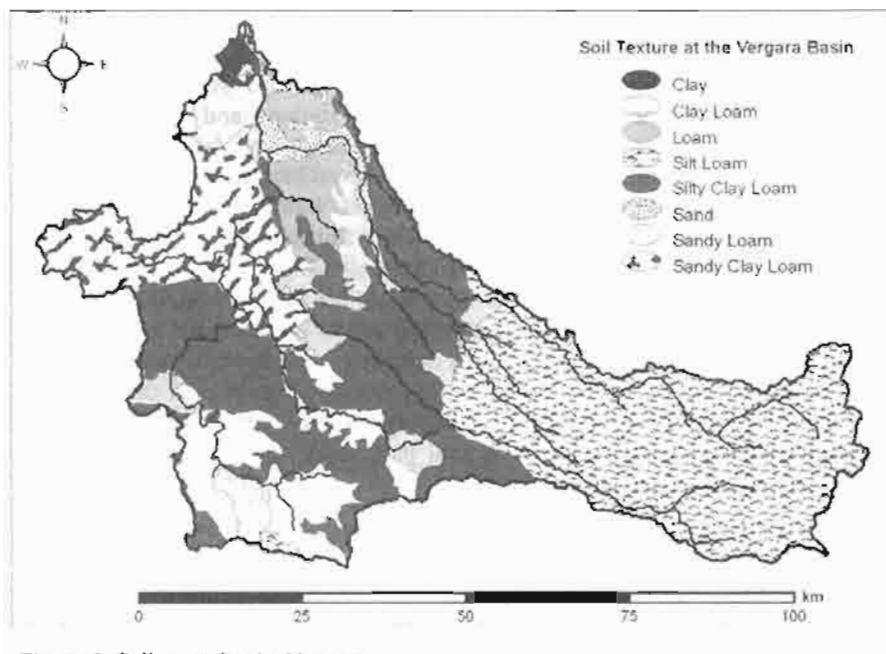 N
W
E
S
Soil Texture at the Vergara Basin
Clay
Clay Loam
Loam
Silt Loam
Silty Clay Loam
Sand
Sandy Loam
Sandy Clay Loam
0 25 50 75 100 km